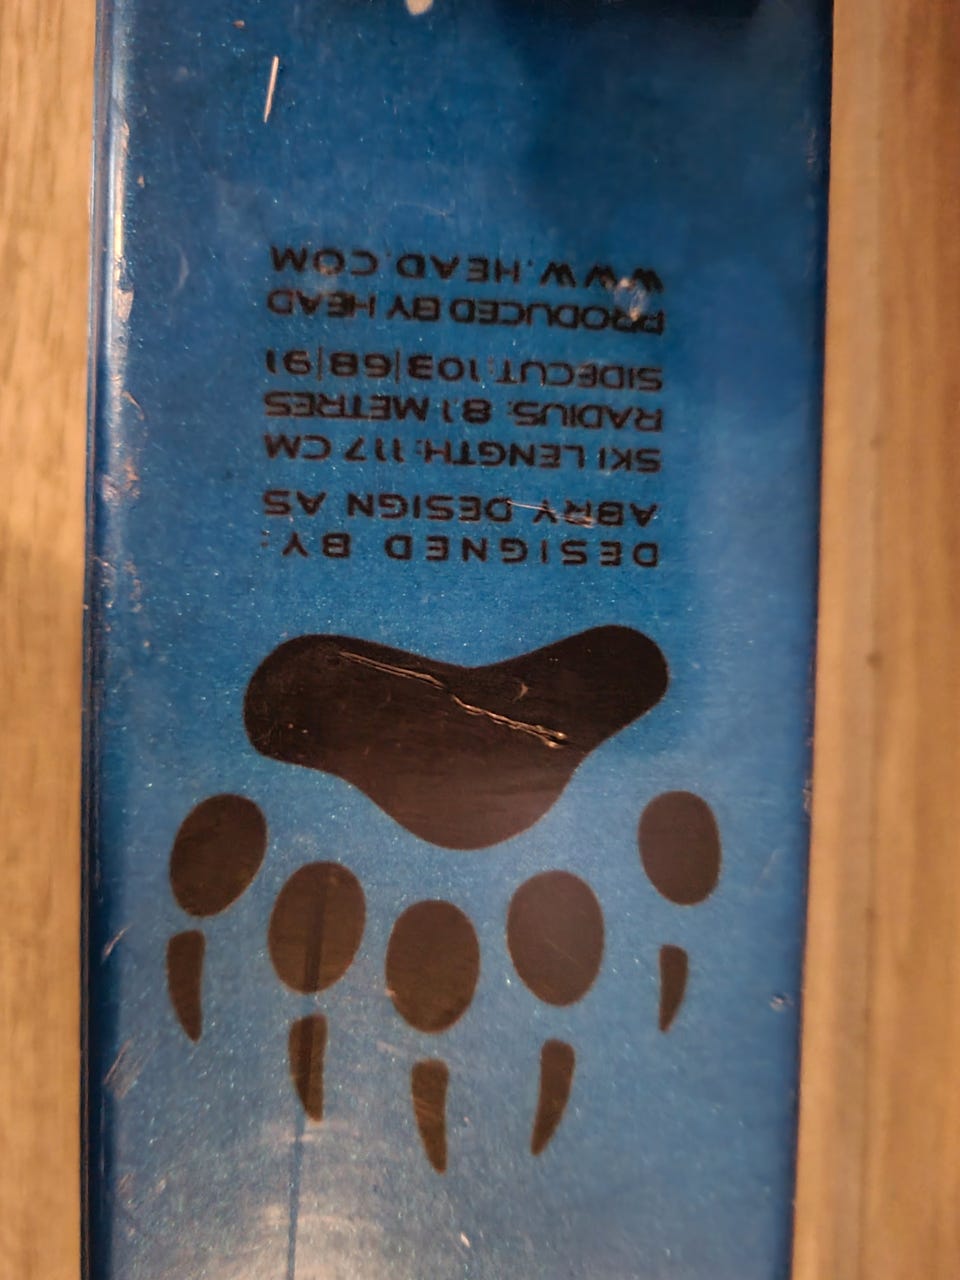 DESIGNED BY:
ABRY DESIGN AS
SKI LENGTH: 117 CM
RADIUS: 8.1 METRES
SIDECUT: 103|68|91
PRODUCED BY HEAD
WWW.HEAD.COM